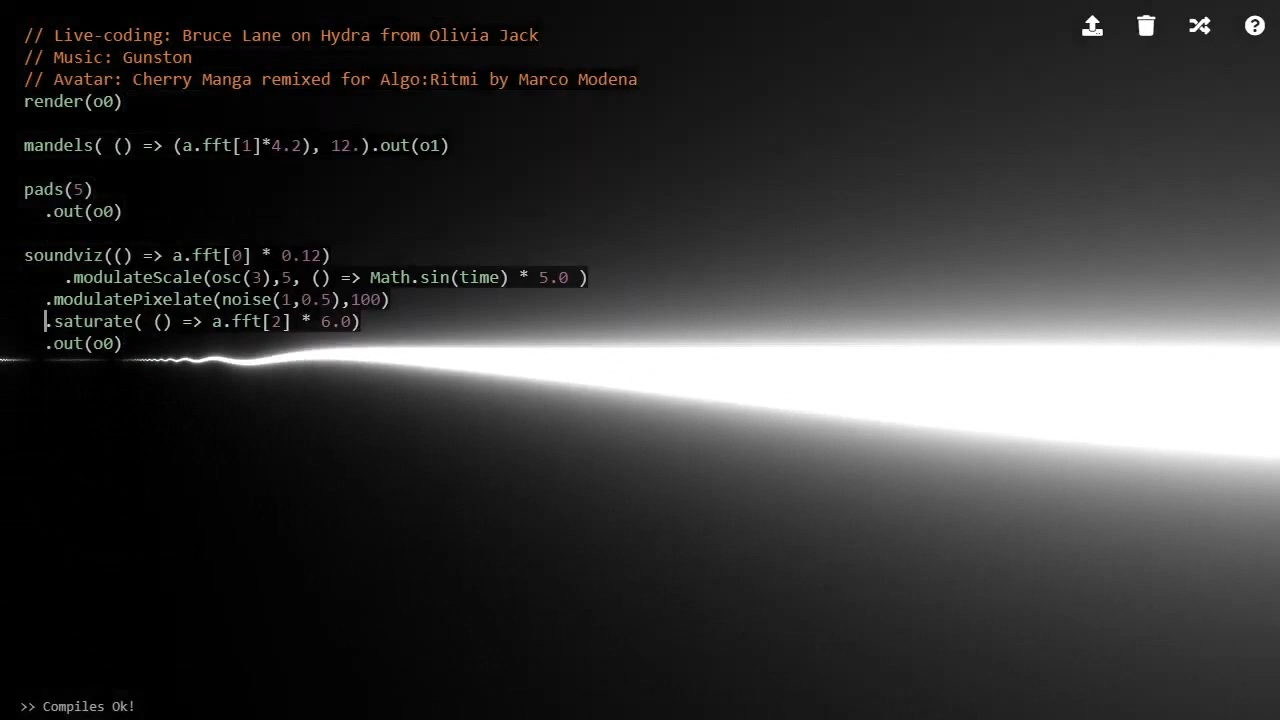 // Live-coding: Bruce Lane on Hydra from Olivia Jack
// Music: Gunston
// Avatar: Cherry Manga remixed for Algo:Ritmi by Marco Modena
render(o0)
mandels( () => (a.fft[1]*4.2), 12.).out(o1)
pads(5)
.out(o0)
soundviz(() => a.fft[0] * 0.12)
.modulateScale(osc(3),5, () => Math.sin(time) * 5.0 )
.modulatePixelate(noise(1,0.5),100)
.saturate( () => a.fft[2] * 6.0)
.out(o0)
>> Compiles Ok!